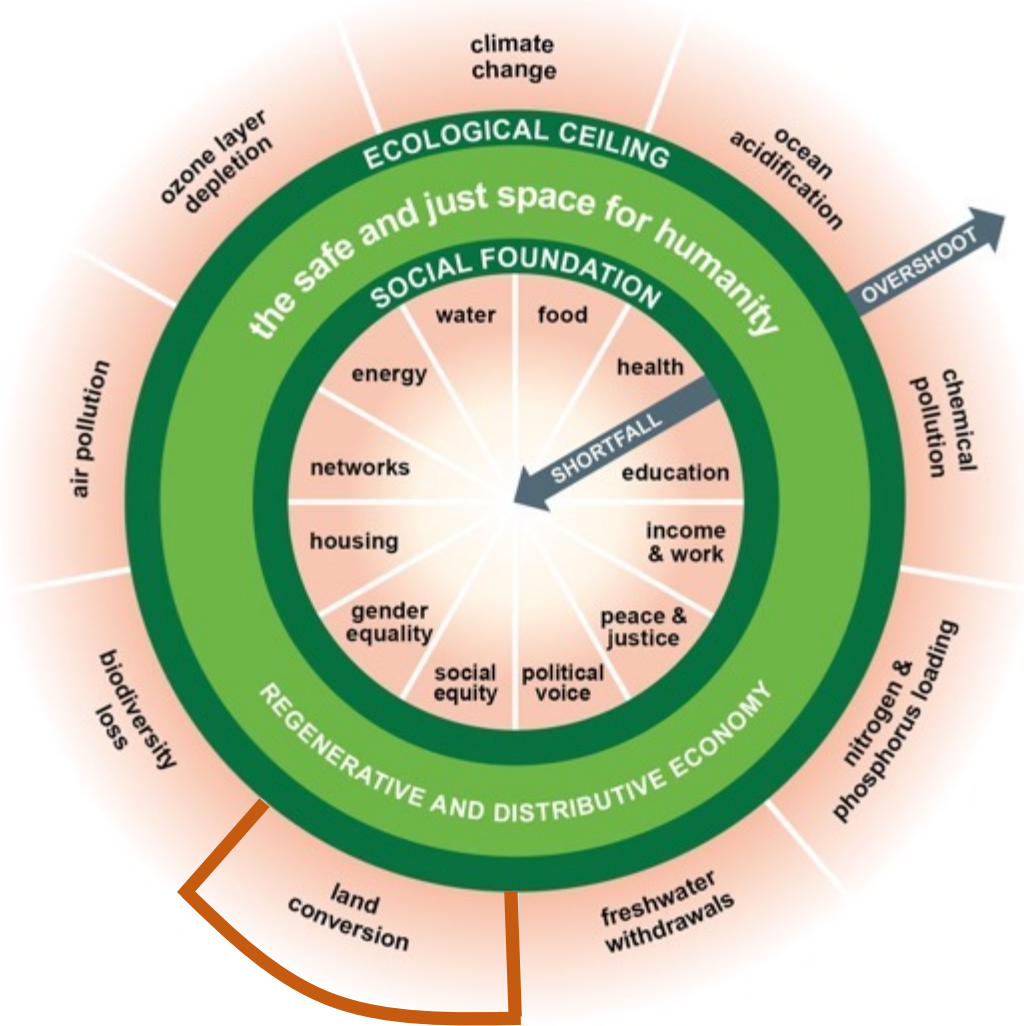 climate
change
ocean
acidification
OVERSHOOT
chemical
pollution
nitrogen &
phosphorus loading
freshwater
withdrawals
land
conversion
biodiversity
loss
air pollution
ozone layer
depletion
ECOLOGICAL CEILING
the safe and just space for humanity
SOCIAL FOUNDATION
water
food
health
SHORTFALL
education
income
& work
peace &
justice
political
voice
social
equity
gender
equality
housing
networks
energy
REGENERATIVE AND DISTRIBUTIVE ECONOMY